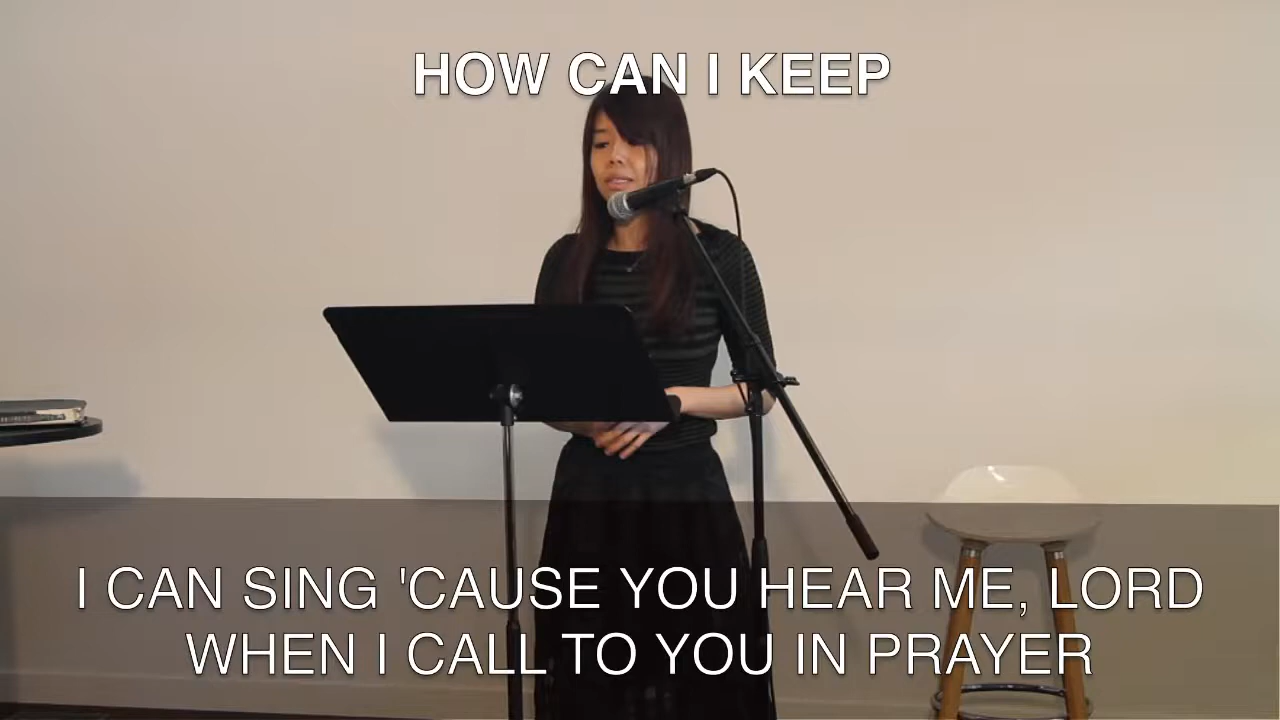 HOW CAN I KEEP
I CAN SING 'CAUSE YOU HEAR ME, LORD
WHEN I CALL TO YOU IN PRAYER